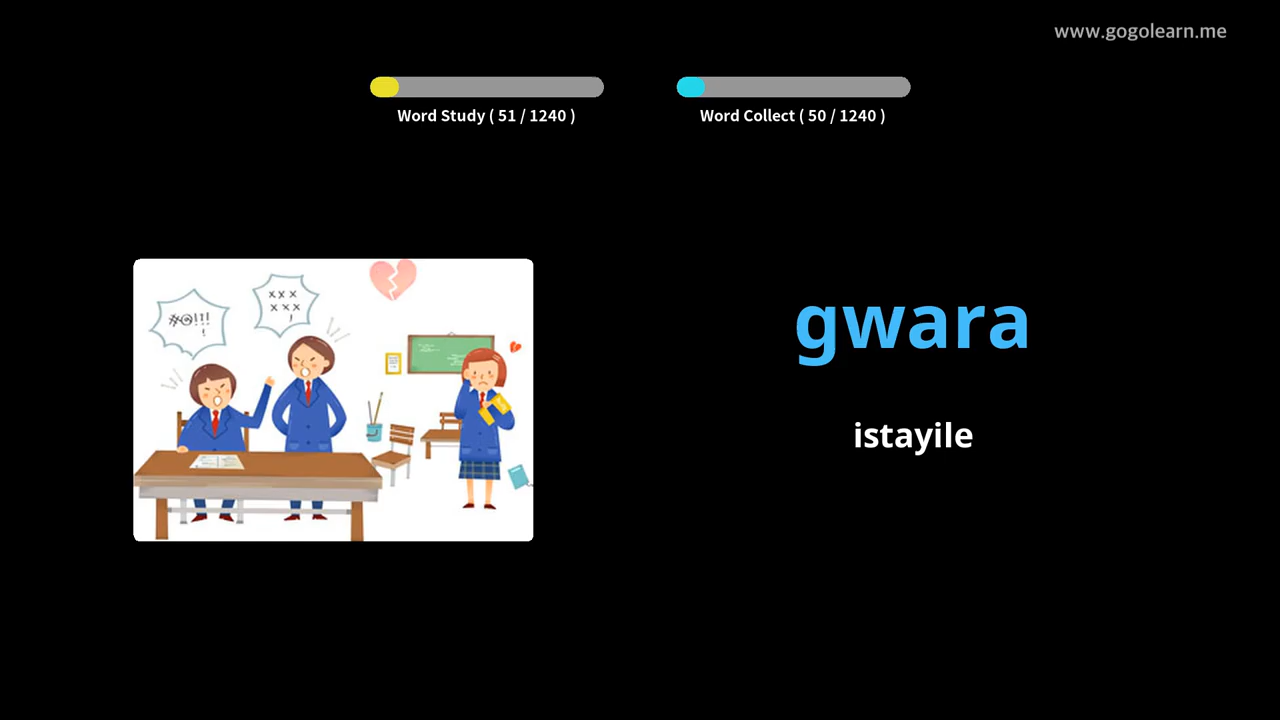 www.gogolearn.me
Word Study ( 51 / 1240 )
Word Collect ( 50 / 1240 )
#@!?!
!
x x x
x x x
!
gwara
istayile